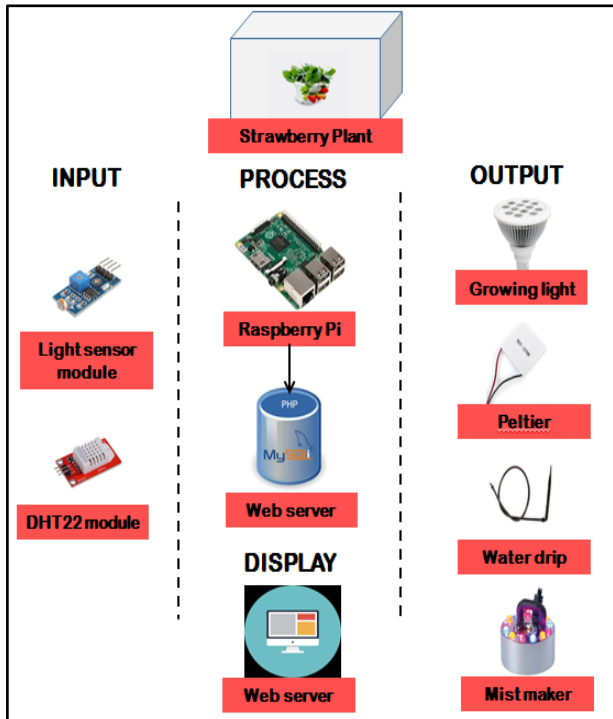 Strawberry Plant
INPUT
PROCESS
OUTPUT
Light sensor
module
DHT22 module
Raspberry Pi
PHP
MySQL
Web server
DISPLAY
Web server
Growing light
Peltier
Water drip
Mist maker